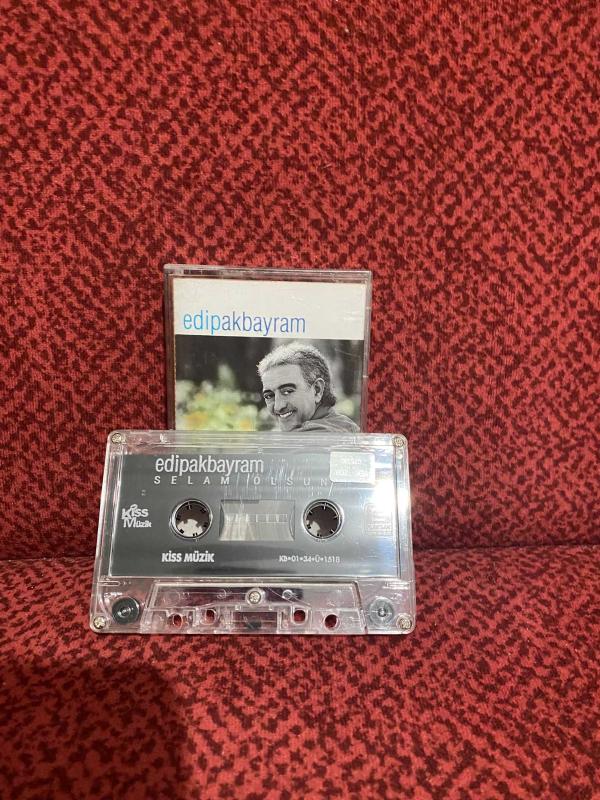 edipakbayram
edipakbayram
SELAM OLSUN
Kiss
Müzik
KISS MÜZİK
KB•01•34•Ü•1518